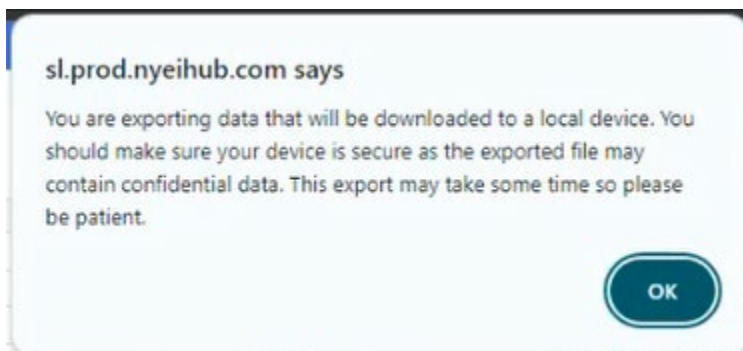 sl.prod.nyeihub.com says
You are exporting data that will be downloaded to a local device. You
should make sure your device is secure as the exported file may
contain confidential data. This export may take some time so please
be patient.
OK